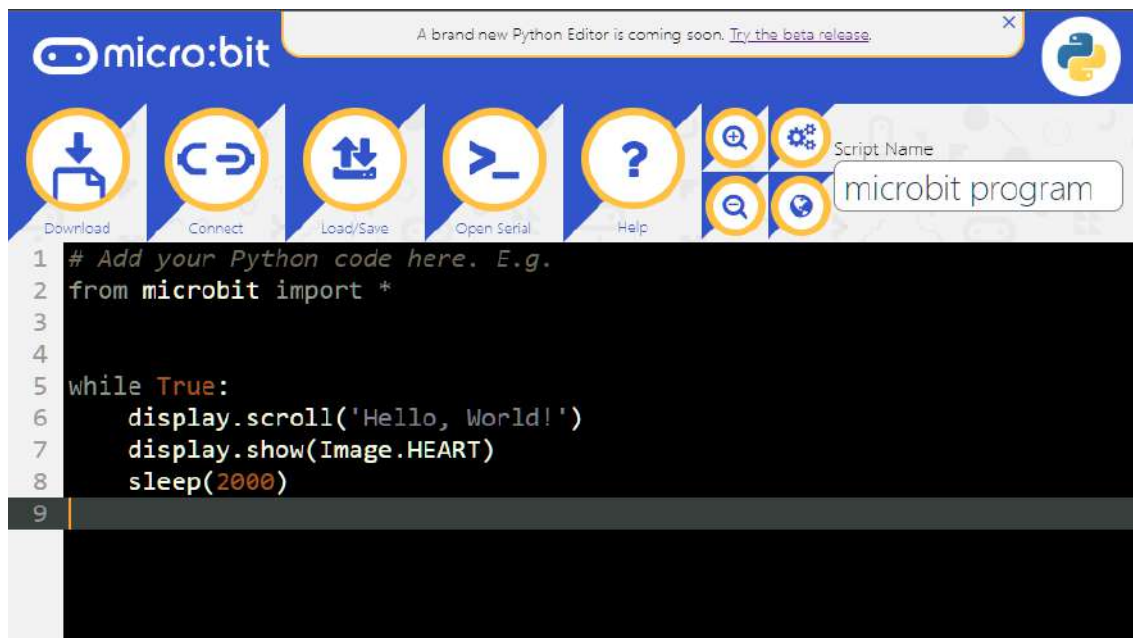 micro:bit
A brand new Python Editor is coming soon. Try the beta release.
Download
Connect
Load/Save
Open Serial
Help
Script Name
microbit program
1 # Add your Python code here. E.g.
2 from microbit import *
3
4
5 while True:
6     display.scroll('Hello, World!')
7     display.show(Image.HEART)
8     sleep(2000)
9